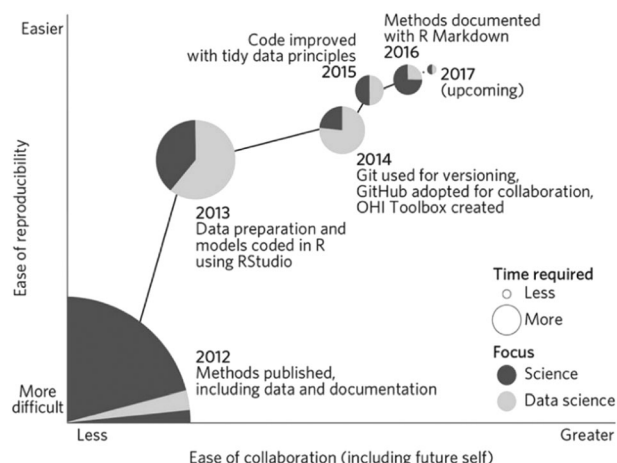 Easier
Methods documented
with R Markdown
2016
Code improved
with tidy data principles
2015
2017
(upcoming)
2014
Git used for versioning,
GitHub adopted for collaboration,
OHI Toolbox created
Ease of reproducibility
2013
Data preparation and
models coded in R
using RStudio
Time required
Less
More
Focus
Science
Data science
2012
Methods published,
including data and documentation
More
difficult
Less
Greater
Ease of collaboration (including future self)